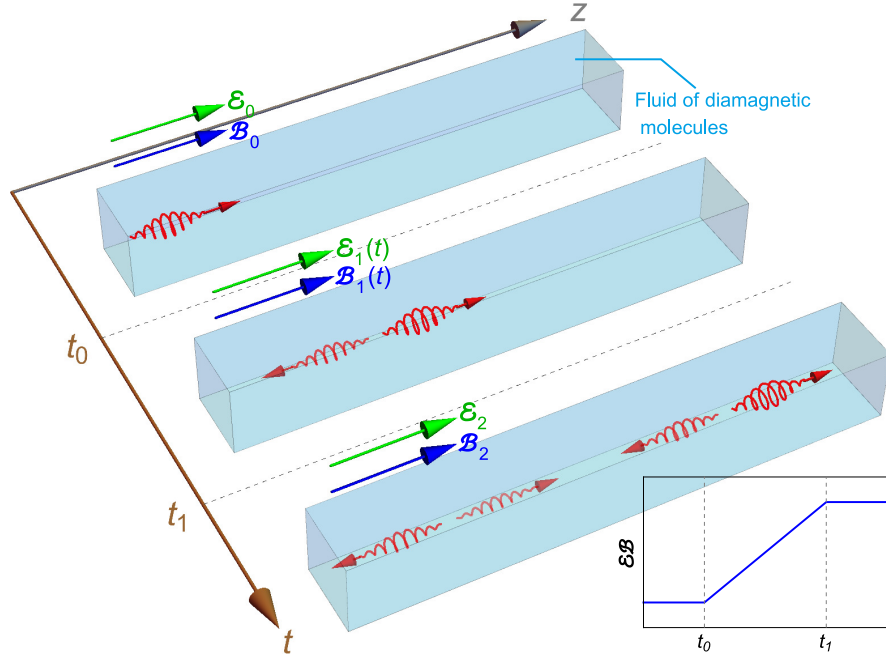 z
Fluid of diamagnetic
molecules
ℰ₀
ℬ₀
ℰ₁(t)
ℬ₁(t)
t₀
ℰ₂
ℬ₂
t₁
t
ℰℬ
t₀
t₁